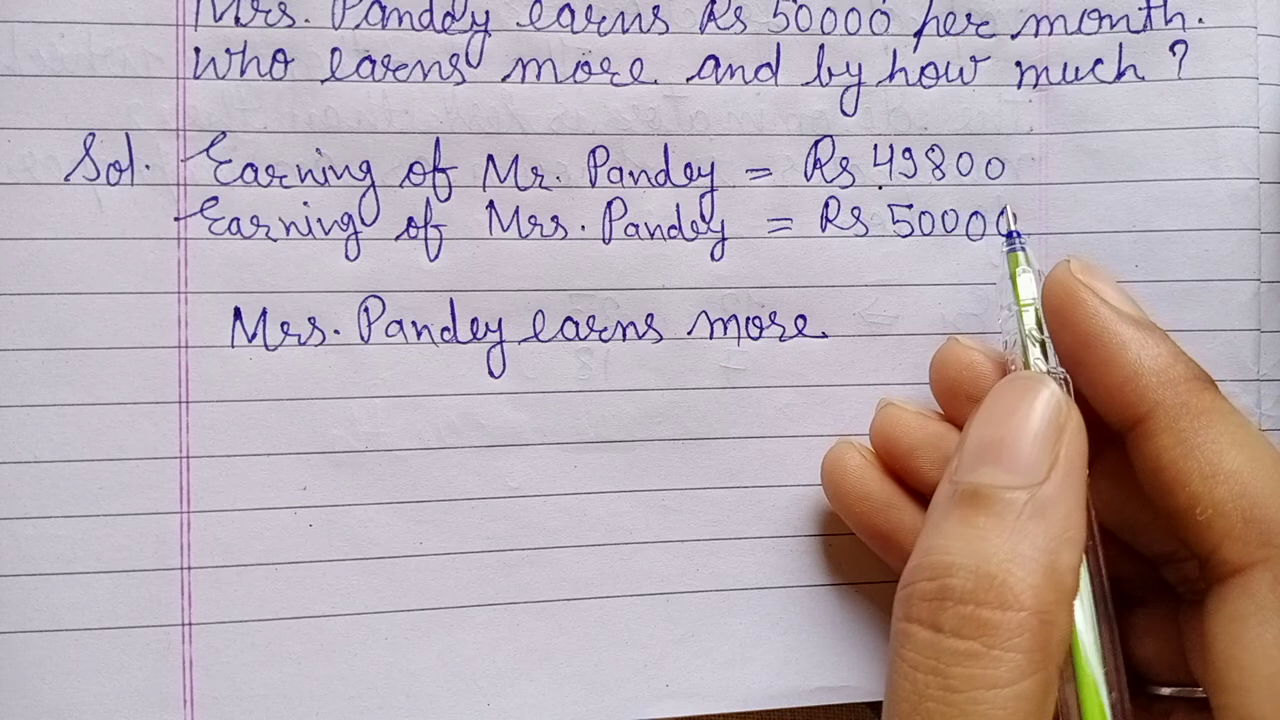 Mrs. Pandey earns Rs 50000 per month.
Who earns more and by how much?
Sol. Earning of Mr. Pandey = Rs 49800
Earning of Mrs. Pandey = Rs 50000
Mrs. Pandey earns more